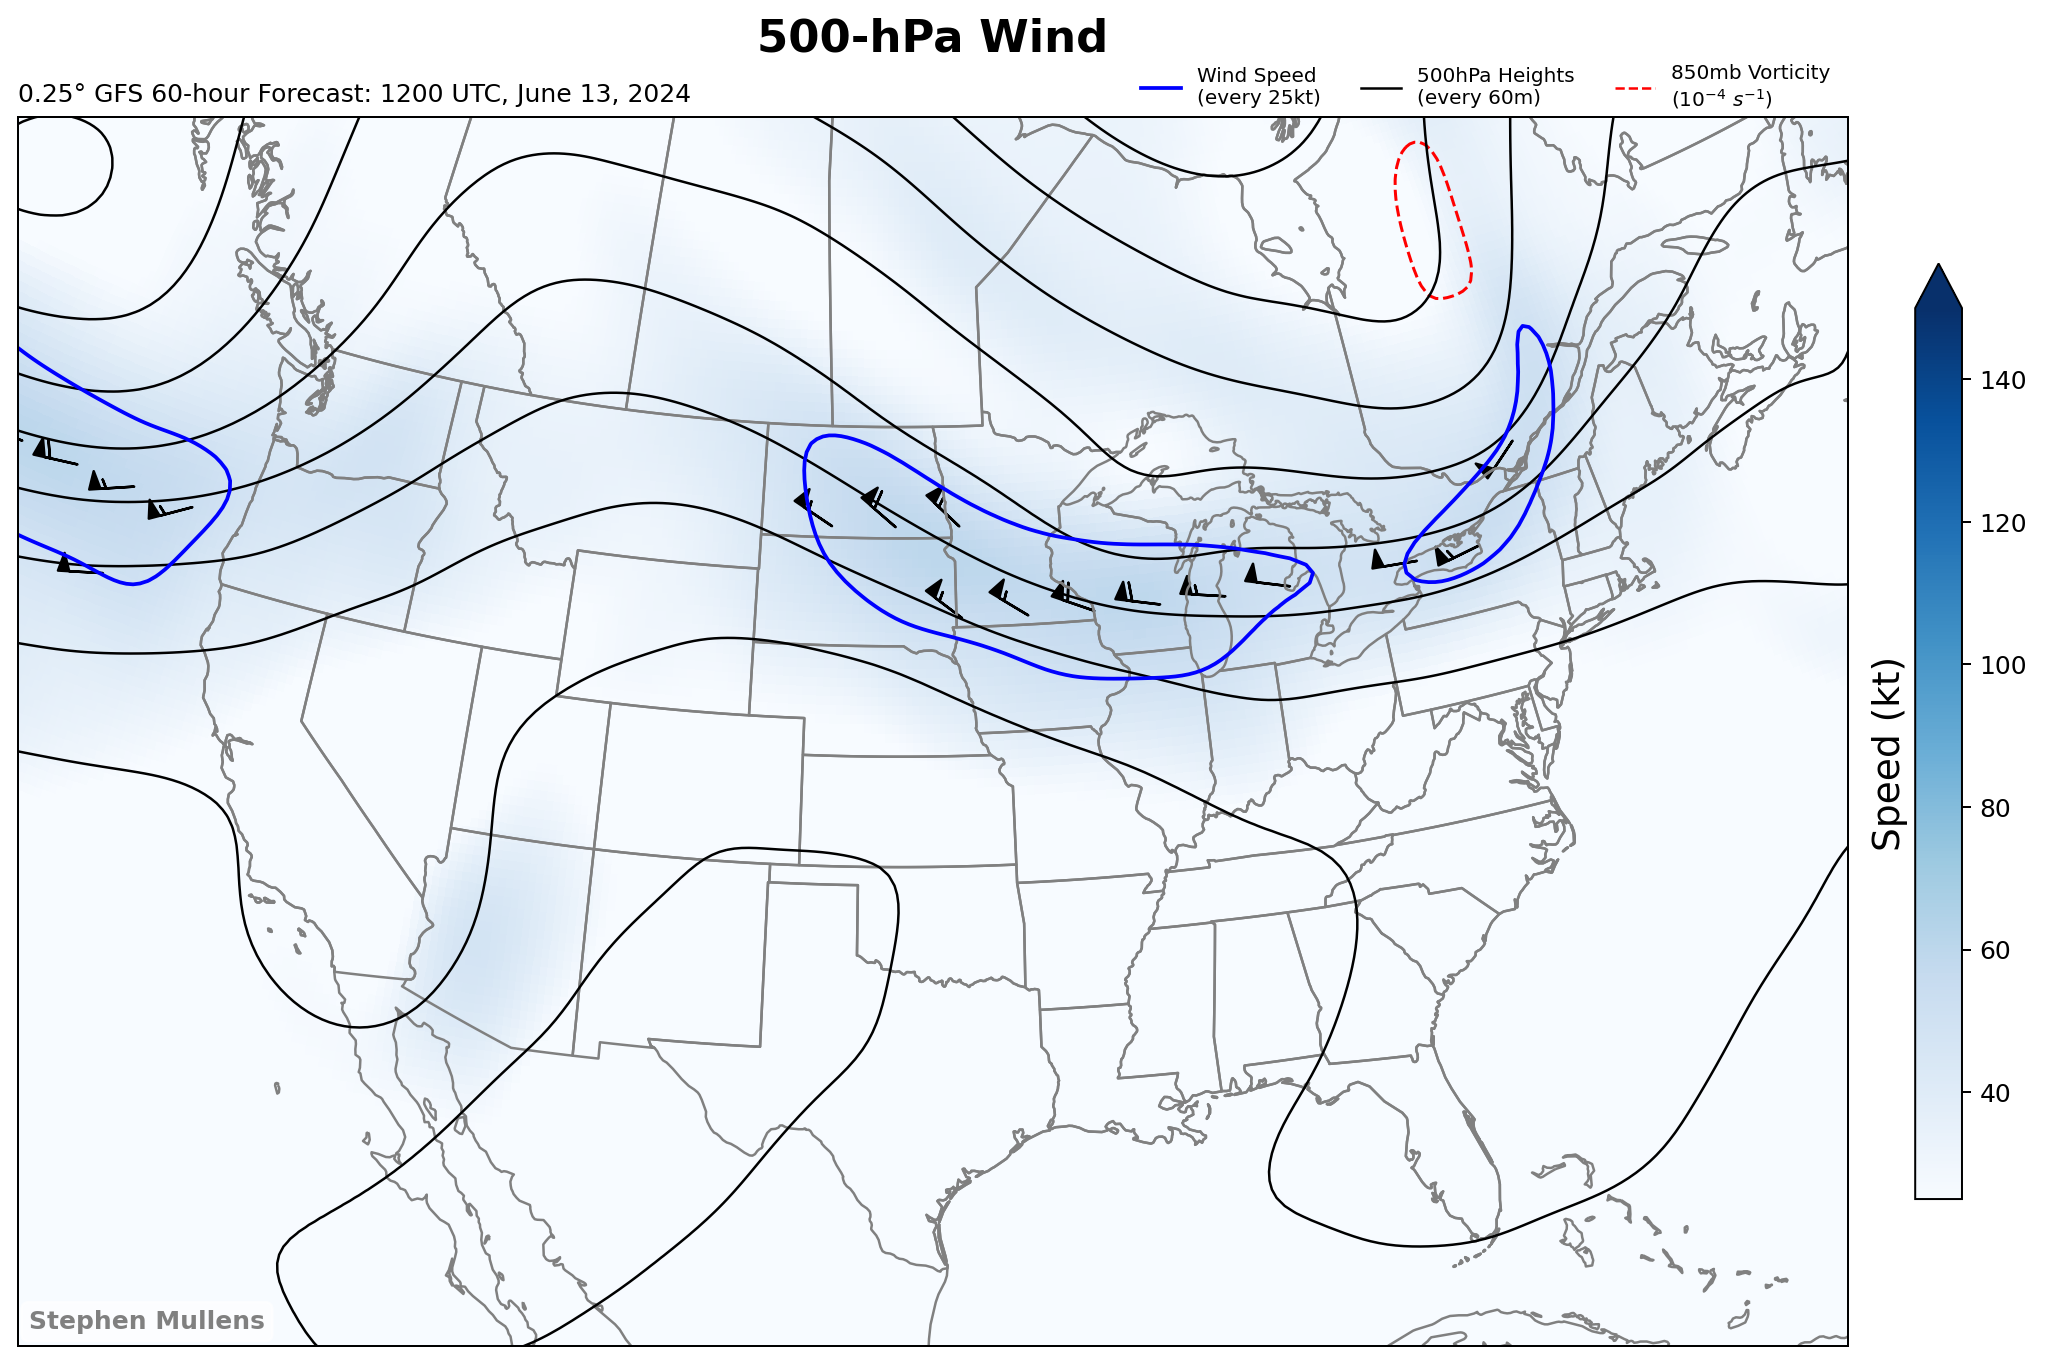 500-hPa Wind
0.25° GFS 60-hour Forecast: 1200 UTC, June 13, 2024
Wind Speed
(every 25kt)
500hPa Heights
(every 60m)
850mb Vorticity
(10⁻⁴ s⁻¹)
140
120
100
80
60
40
Speed (kt)
Stephen Mullens